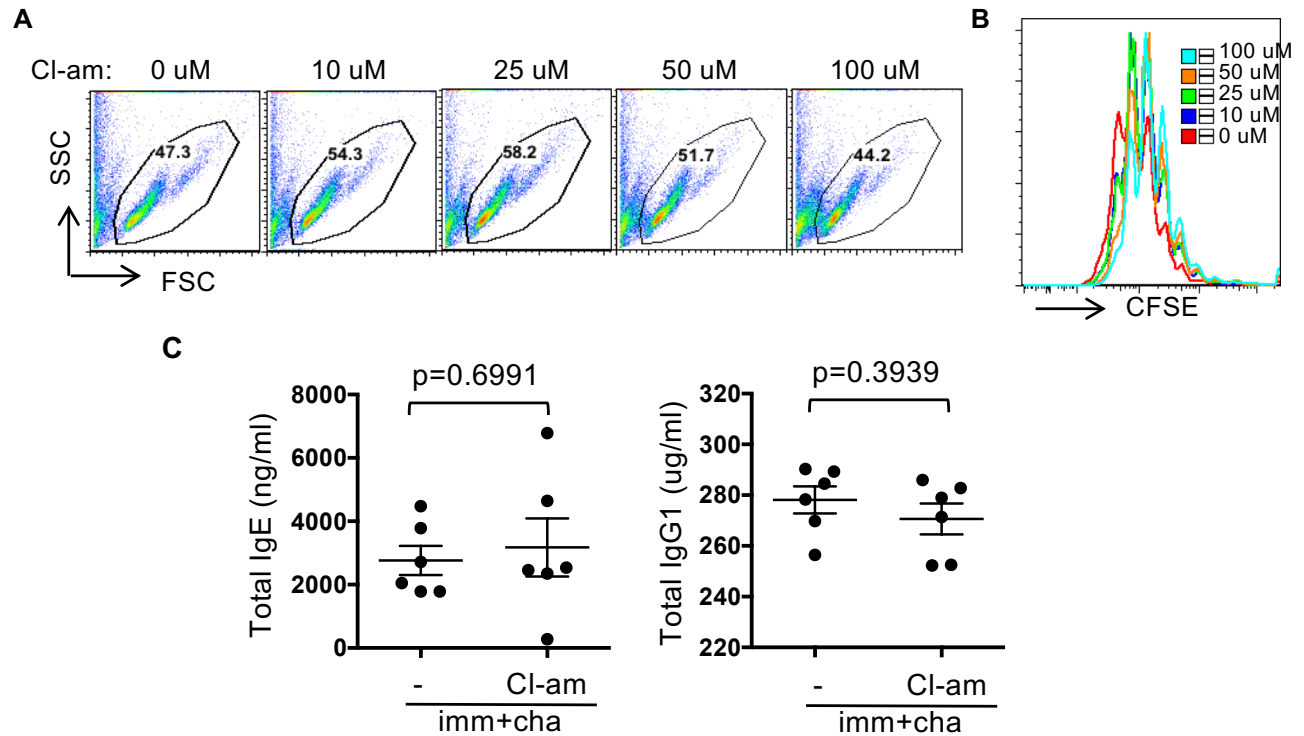 A
B
Cl-am: 0 uM 10 uM 25 uM 50 uM 100 uM
SSC
47.3 54.3 58.2 51.7 44.2
FSC
100 uM
50 uM
25 uM
10 uM
0 uM
CFSE
C
p=0.6991
Total IgE (ng/ml)
8000
6000
4000
2000
0
- Cl-am
imm+cha
p=0.3939
Total IgG1 (ug/ml)
320
300
280
260
240
220
- Cl-am
imm+cha